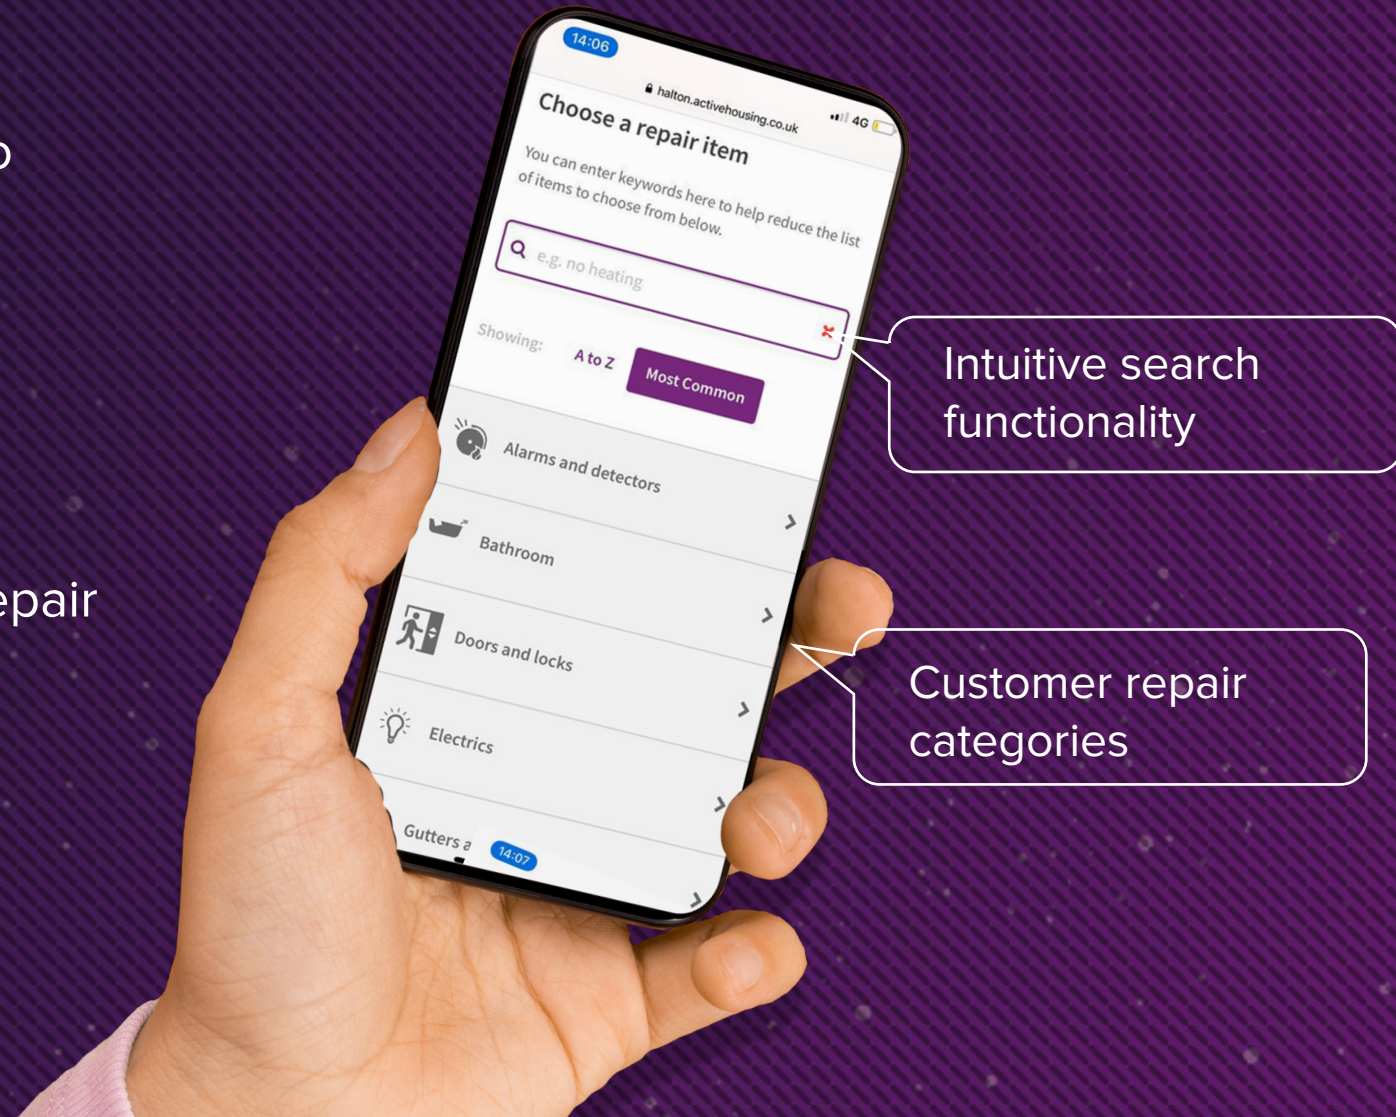 14:06
halton.activehousing.co.uk
4G
Choose a repair item
You can enter keywords here to help reduce the list
of items to choose from below.
e.g. no heating
Showing:
A to Z
Most Common
Alarms and detectors
Bathroom
Doors and locks
Electrics
Gutters a
14:07
Intuitive search
functionality
Customer repair
categories
epair